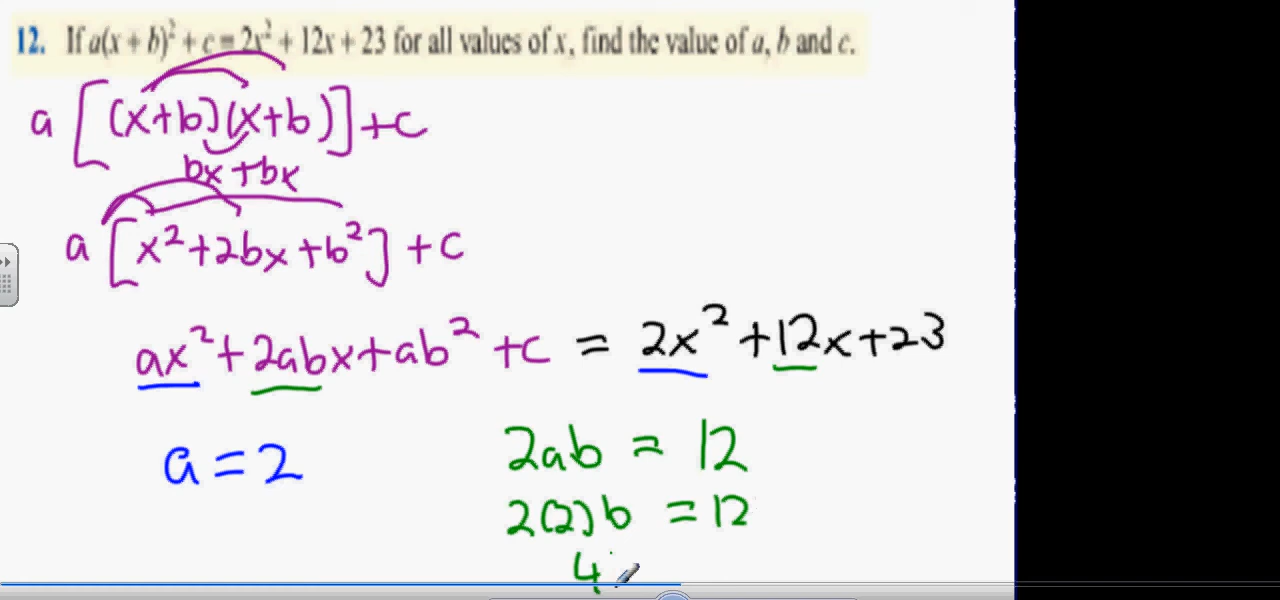 12. If a(x + b)² + c = 2x² + 12x + 23 for all values of x, find the value of a, b and c.
a [(x+b)(x+b)] + c
bx + bx
a [x² + 2bx + b²] + c
ax² + 2abx + ab² + c = 2x² + 12x + 23
a = 2
2ab = 12
2(2)b = 12
4